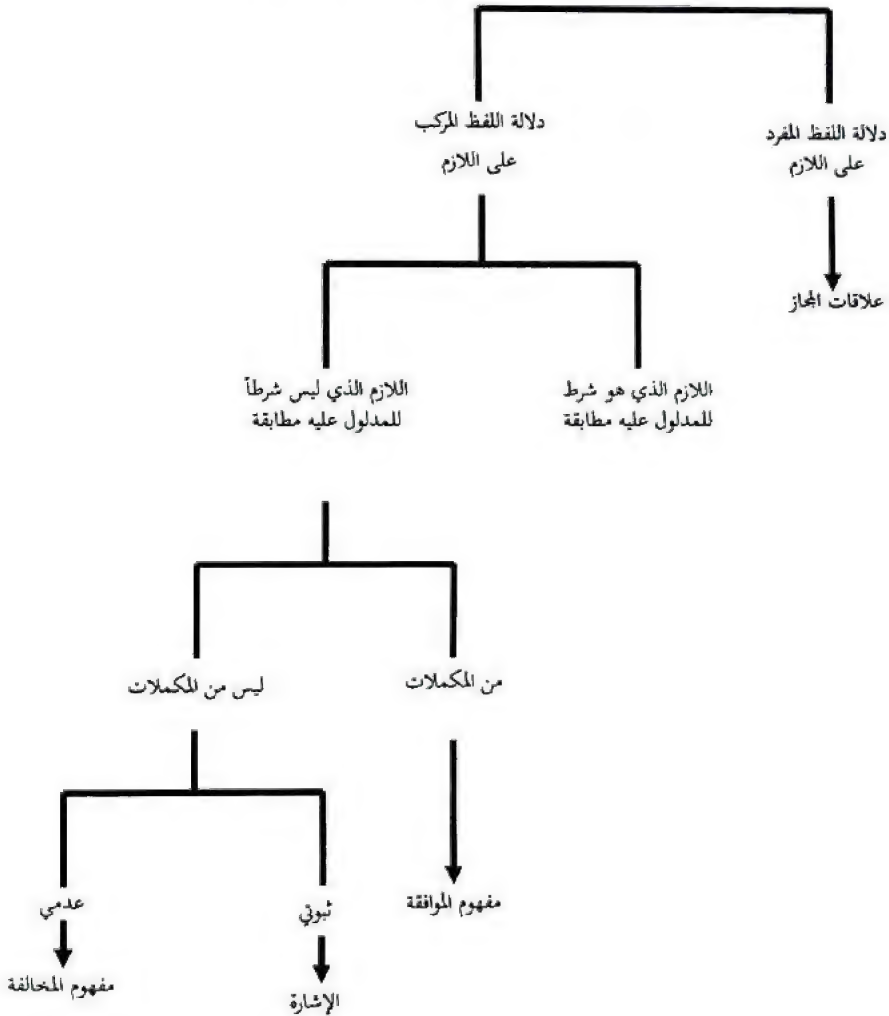 دلالة اللفظ المفرد
على اللازم
دلالة اللفظ المركب
على اللازم
علاقات المجاز
اللازم الذي هو شرط
للمدلول عليه مطابقة
اللازم الذي ليس شرطاً
للمدلول عليه مطابقة
من المكملات
ليس من المكملات
مفهوم الموافقة
ثبوتي
عدمي
الإشارة
مفهوم المخالفة